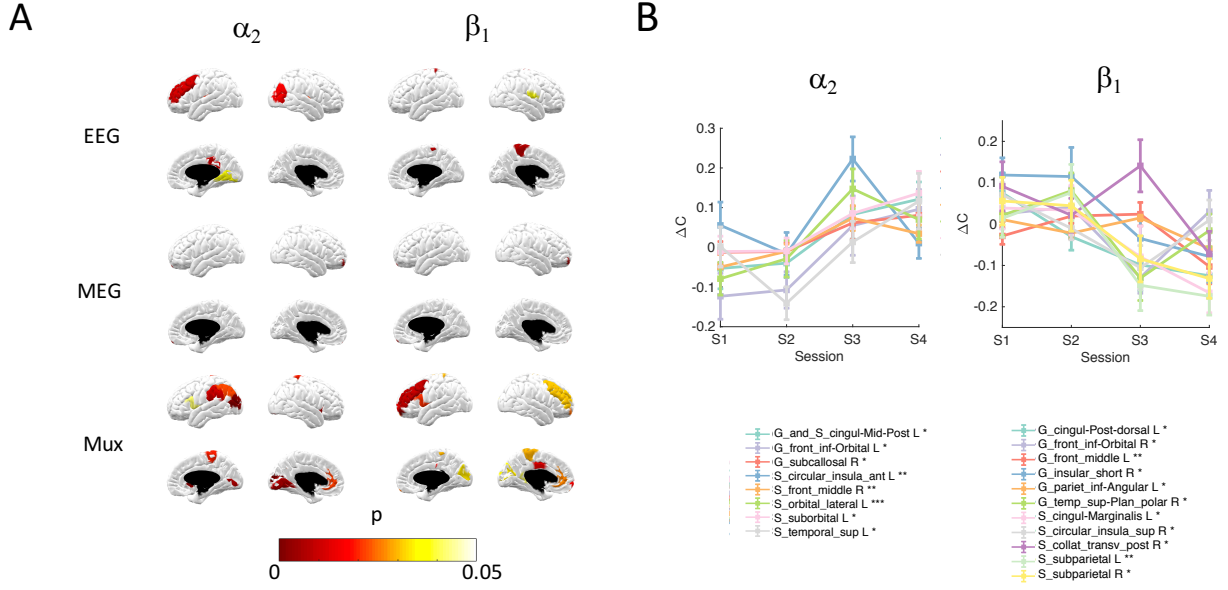 A
α2
β1
EEG
MEG
Mux
p
0
0.05
B
α2
0.3
0.2
0.1
0
-0.1
-0.2
ΔC
S1
S2
S3
S4
Session
G_and_S_cingul-Mid-Post L *
G_front_inf-Orbital L *
G_subcallosal R *
S_circular_insula_ant L **
S_front_middle R **
S_orbital_lateral L ***
S_suborbital L *
S_temporal_sup L *
β1
0.2
0.1
0
-0.1
-0.2
ΔC
S1
S2
S3
S4
Session
G_cingul-Post-dorsal L *
G_front_inf-Orbital R *
G_front_middle L **
G_insular_short R *
G_pariet_inf-Angular L *
G_temp_sup-Plan_polar R *
S_cingul-Marginalis L *
S_circular_insula_sup R *
S_collat_transv_post R *
S_subparietal L **
S_subparietal R *